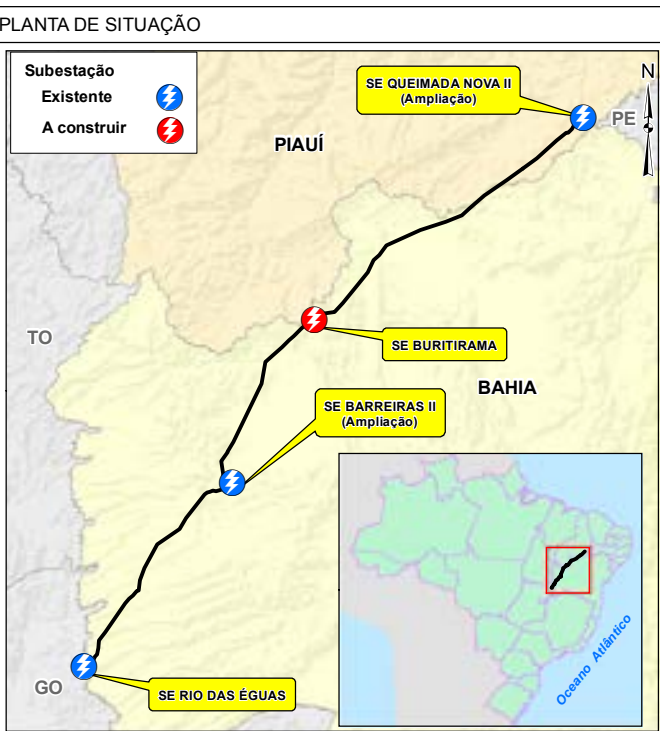 PLANTA DE SITUAÇÃO
Subestação
Existente
A construir
SE QUEIMADA NOVA II
(Ampliação)
N
PE
PIAUÍ
TO
SE BURITIRAMA
BAHIA
SE BARREIRAS II
(Ampliação)
GO
SE RIO DAS ÉGUAS
Oceano Atlântico